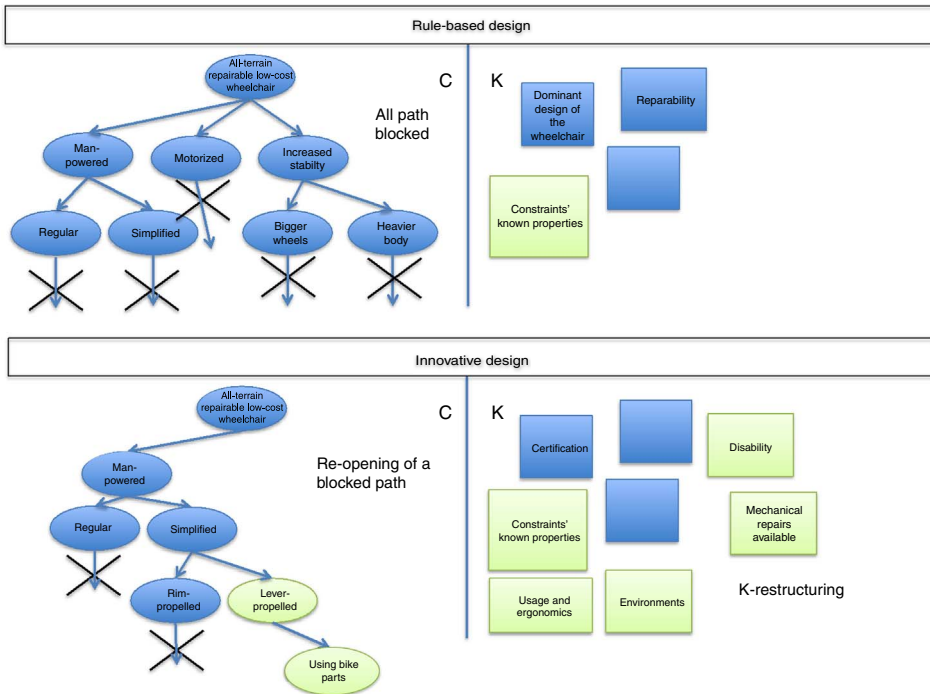 Rule-based design
All-terrain
repairable low-cost
wheelchair
C
K
All path
blocked
Dominant
design of
the
wheelchair
Reparability
Man-
powered
Motorized
Increased
stabilty
Constraints'
known properties
Regular
Simplified
Bigger
wheels
Heavier
body
Innovative design
All-terrain
repairable low-cost
wheelchair
C
K
Certification
Disability
Re-opening of a
blocked path
Man-
powered
Regular
Simplified
Constraints'
known properties
Mechanical
repairs
available
Rim-
propelled
Lever-
propelled
Usage and
ergonomics
Environments
K-restructuring
Using bike
parts